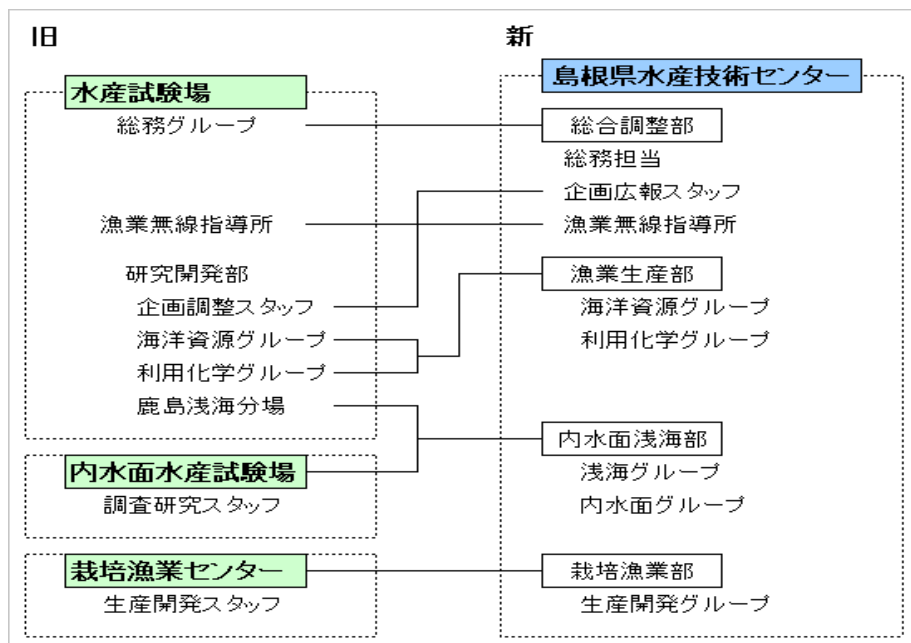 旧
水産試験場
総務グループ
漁業無線指導所
研究開発部
企画調整スタッフ
海洋資源グループ
利用化学グループ
鹿島浅海分場
内水面水産試験場
調査研究スタッフ
栽培漁業センター
生産開発スタッフ
新
島根県水産技術センター
総合調整部
総務担当
企画広報スタッフ
漁業無線指導所
漁業生産部
海洋資源グループ
利用化学グループ
内水面浅海部
浅海グループ
内水面グループ
栽培漁業部
生産開発グループ